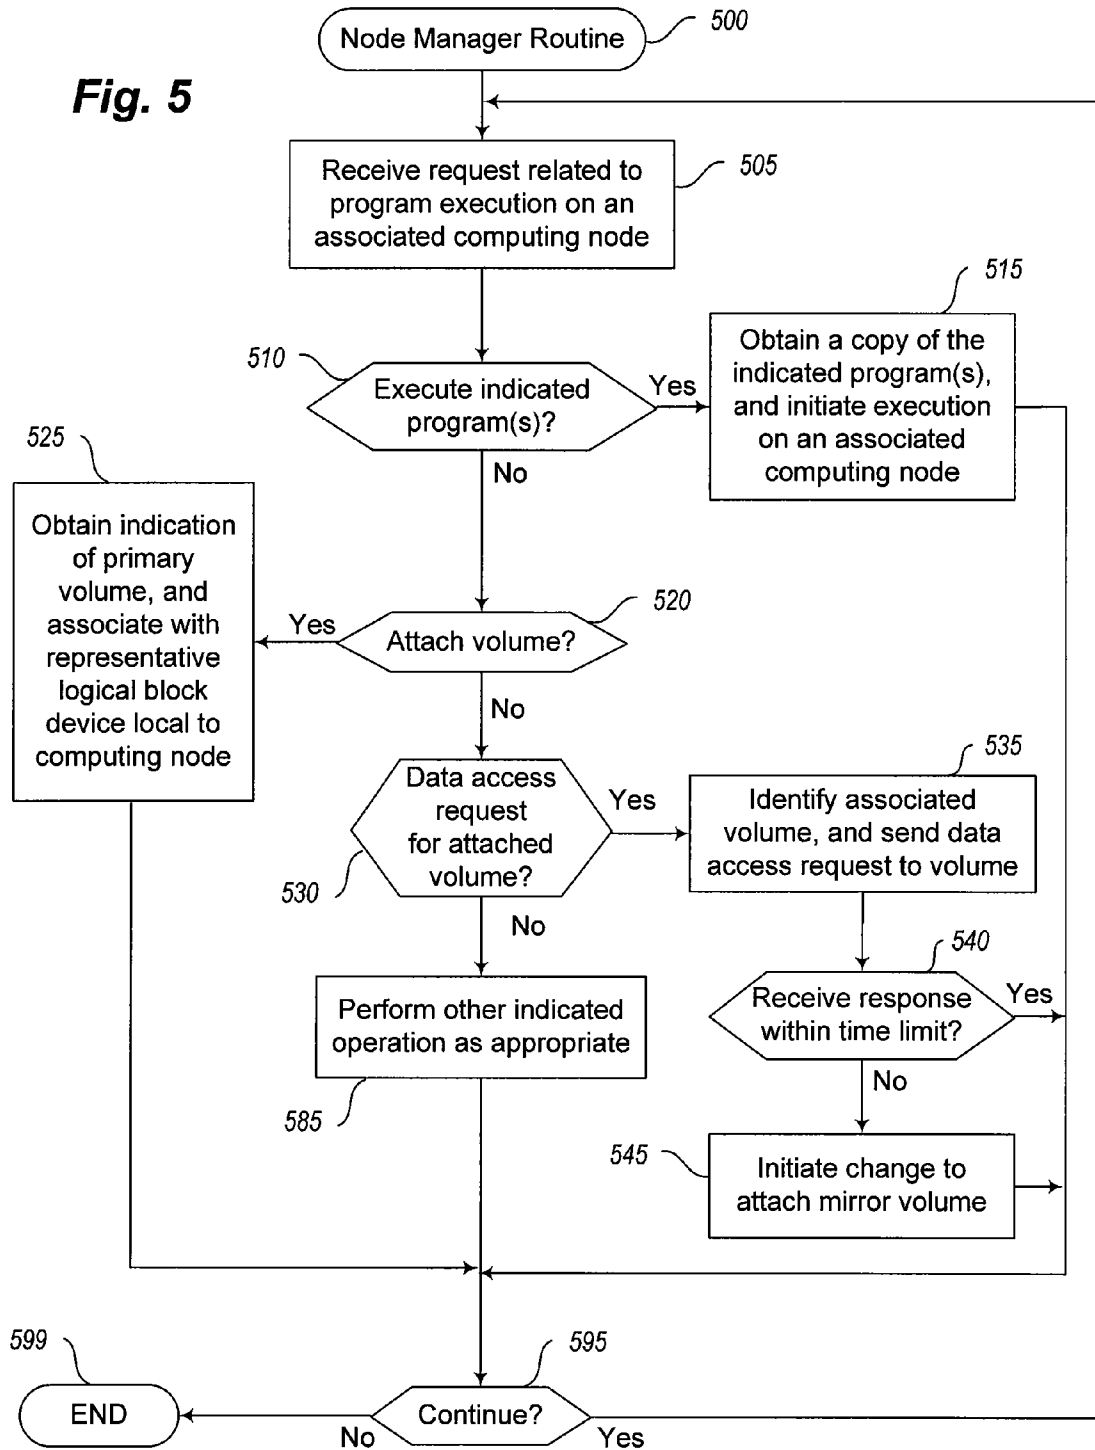 Node Manager Routine
500
Fig. 5
Receive request related to
program execution on an
associated computing node
505
510
Execute indicated
program(s)?
Yes
No
515
Obtain a copy of the
indicated program(s),
and initiate execution
on an associated
computing node
525
Obtain indication
of primary
volume, and
associate with
representative
logical block
device local to
computing node
520
Attach volume?
Yes
No
Data access
request
for attached
volume?
530
Yes
No
535
Identify associated
volume, and send data
access request to volume
540
Receive response
within time limit?
Yes
No
Perform other indicated
operation as appropriate
585
545
Initiate change to
attach mirror volume
599
END
595
Continue?
No
Yes